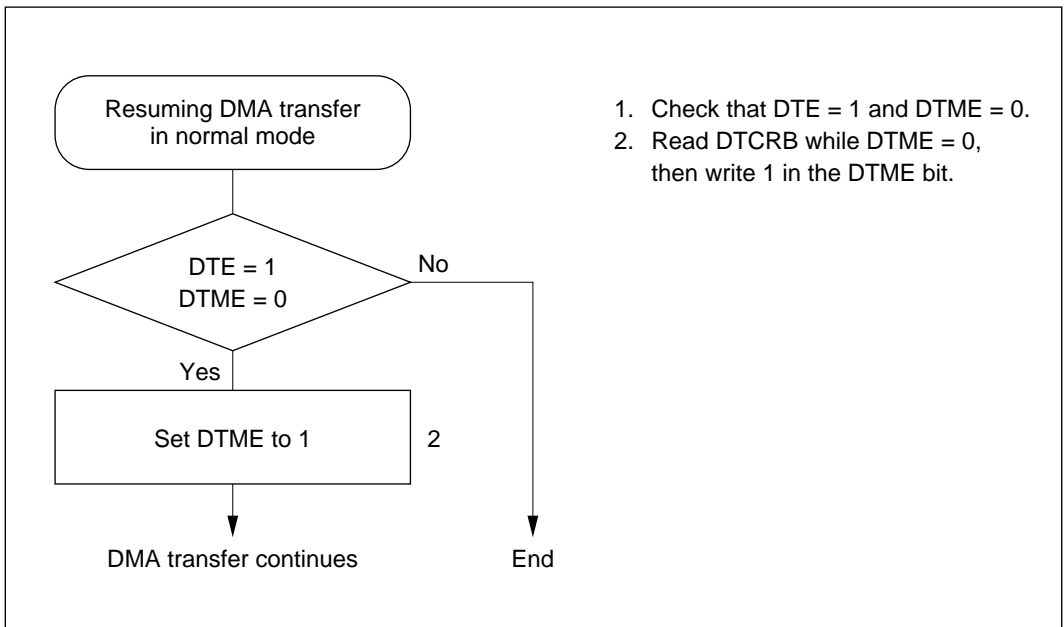 Resuming DMA transfer
in normal mode
1. Check that DTE = 1 and DTME = 0.
2. Read DTCRB while DTME = 0,
then write 1 in the DTME bit.
DTE = 1
DTME = 0
No
Yes
Set DTME to 1
2
DMA transfer continues
End